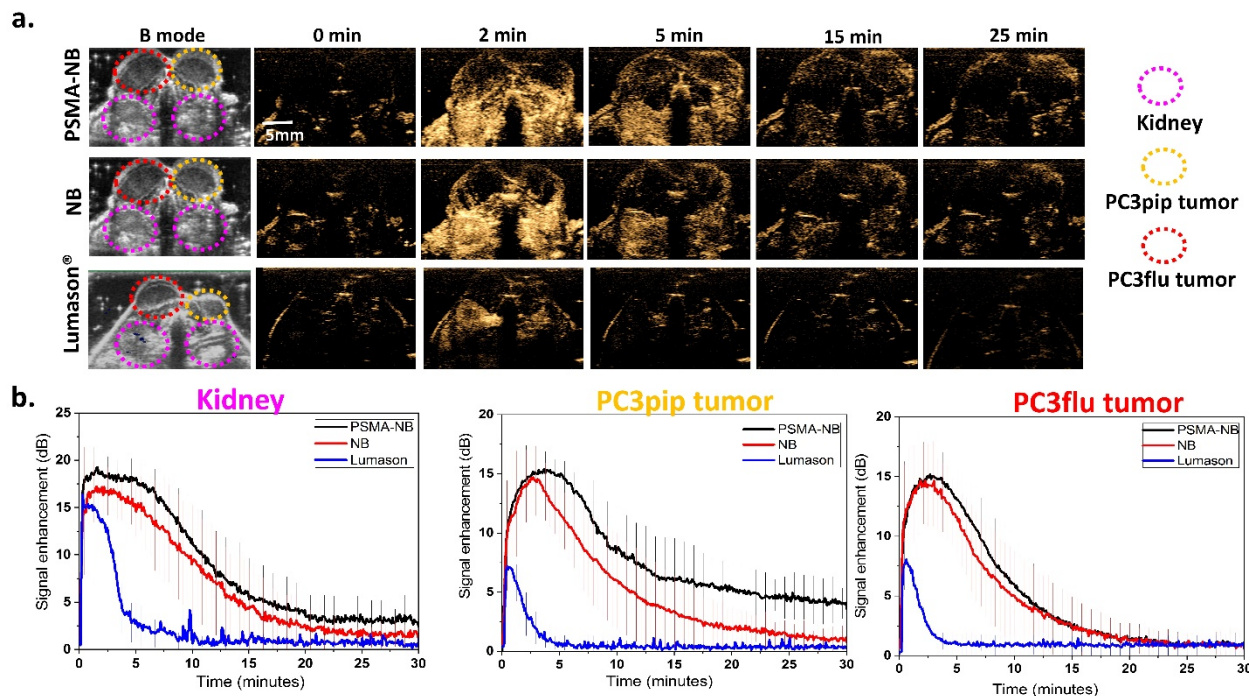 a.
B mode 0 min 2 min 5 min 15 min 25 min
PSMA-NB
5mm
NB
Lumason®
Kidney
PC3pip tumor
PC3flu tumor
b.
Kidney
PSMA-NB
NB
Lumason
Signal enhancement (dB)
25
20
15
10
5
0
0 5 10 15 20 25 30
Time (minutes)
PC3pip tumor
PSMA-NB
NB
Lumason
Signal enhancement (dB)
20
15
10
5
0
0 5 10 15 20 25 30
Time (minutes)
PC3flu tumor
PSMA-NB
NB
Lumason
Signal enhancement (dB)
20
15
10
5
0
0 5 10 15 20 25 30
Time (minutes)